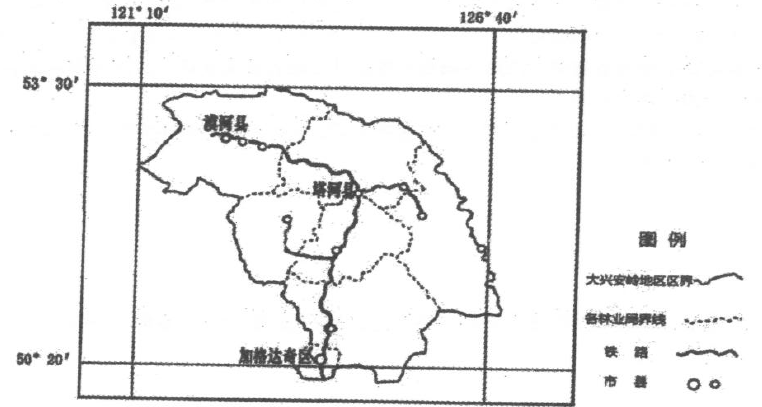 121° 10′
126° 40′
53° 30′
漠河县
塔河县
图 例
大兴安岭地区区界
各林业局界线
铁 路
加格达奇区
50° 20′
市 县